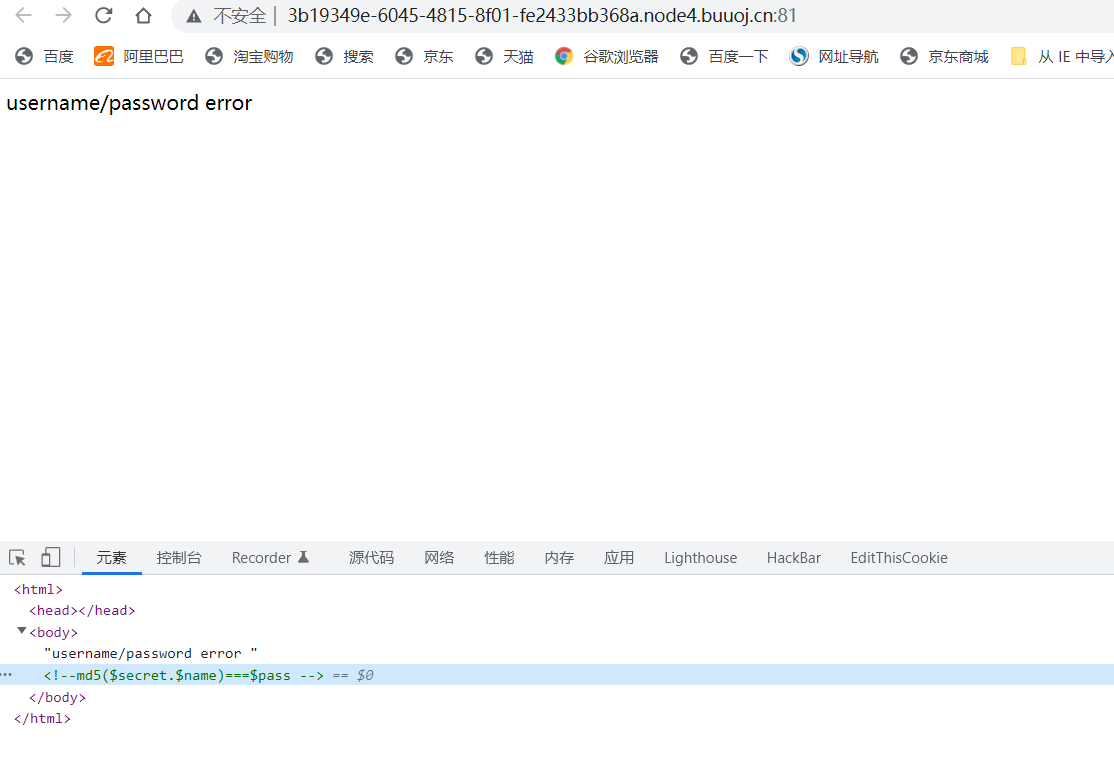 不安全 | 3b19349e-6045-4815-8f01-fe2433bb368a.node4.buuoj.cn:81
百度 阿里巴巴 淘宝购物 搜索 京东 天猫 谷歌浏览器 百度一下 网址导航 京东商城 从 IE 中导入
username/password error
元素 控制台 Recorder 源代码 网络 性能 内存 应用 Lighthouse HackBar EditThisCookie
<html>
<head></head>
<body>
"username/password error "
<!--md5($secret.$name)===$pass --> == $0
</body>
</html>